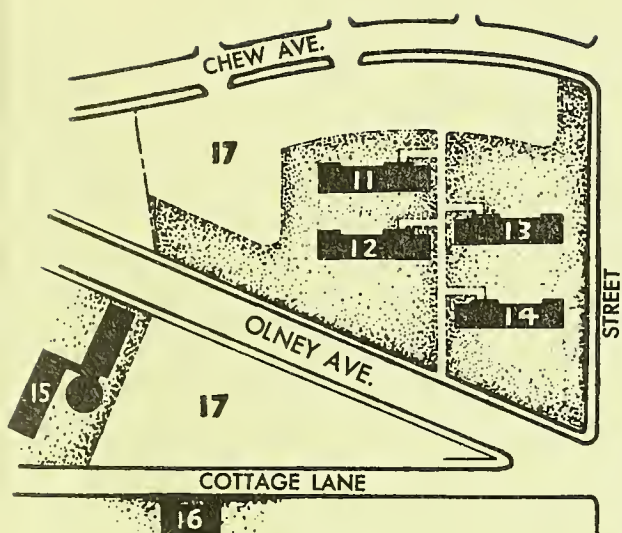 CHEW AVE.
17
11
12
13
14
STREET
OLNEY AVE.
15
17
COTTAGE LANE
16